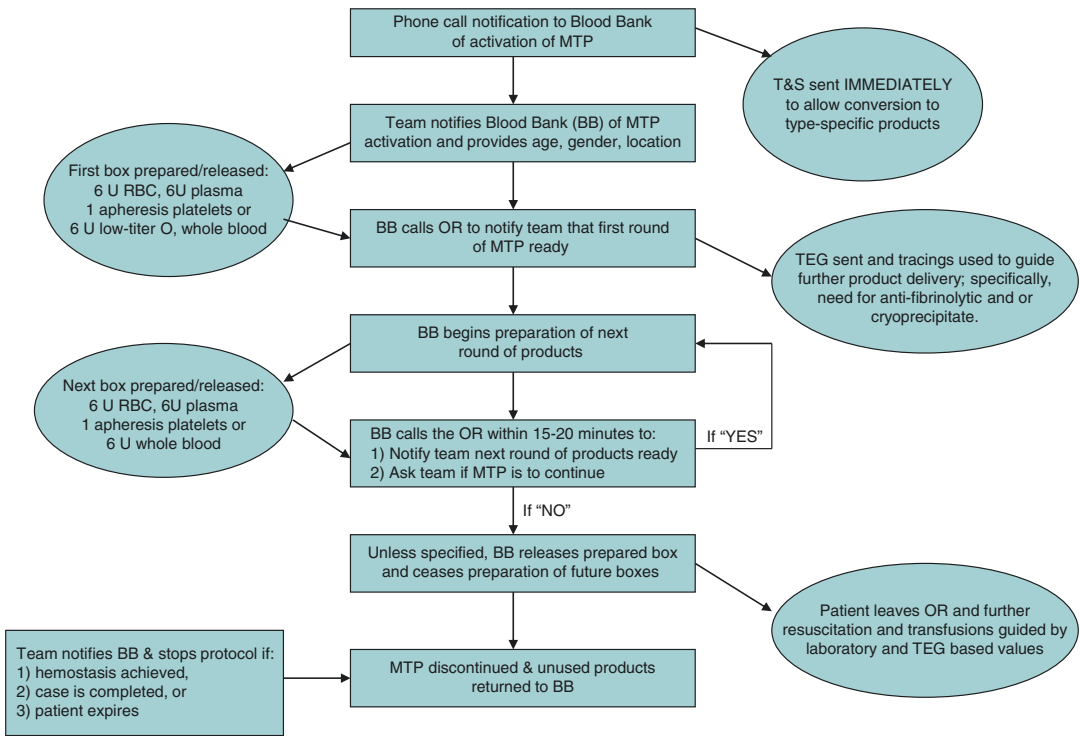 Phone call notification to Blood Bank
of activation of MTP
T&S sent IMMEDIATELY
to allow conversion to
type-specific products
Team notifies Blood Bank (BB) of MTP
activation and provides age, gender, location
First box prepared/released:
6 U RBC, 6U plasma
1 apheresis platelets or
6 U low-titer O, whole blood
BB calls OR to notify team that first round
of MTP ready
TEG sent and tracings used to guide
further product delivery; specifically,
need for anti-fibrinolytic and or
cryoprecipitate.
BB begins preparation of next
round of products
Next box prepared/released:
6 U RBC, 6U plasma
1 apheresis platelets or
6 U whole blood
BB calls the OR within 15-20 minutes to:
1) Notify team next round of products ready
2) Ask team if MTP is to continue
If “YES”
If “NO”
Unless specified, BB releases prepared box
and ceases preparation of future boxes
Patient leaves OR and further
resuscitation and transfusions guided by
laboratory and TEG based values
Team notifies BB & stops protocol if:
1) hemostasis achieved,
2) case is completed, or
3) patient expires
MTP discontinued & unused products
returned to BB